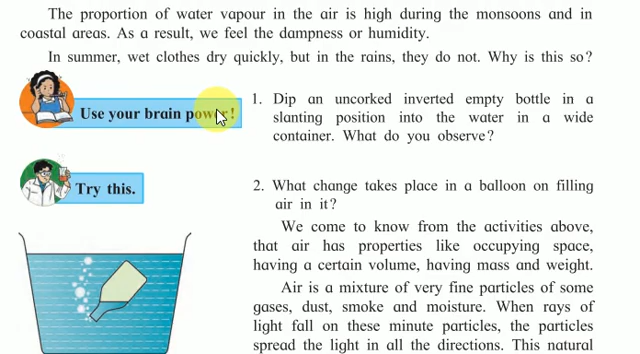 The proportion of water vapour in the air is high during the monsoons and in
coastal areas. As a result, we feel the dampness or humidity.
In summer, wet clothes dry quickly, but in the rains, they do not. Why is this so?
Use your brain power!
1. Dip an uncorked inverted empty bottle in a
slanting position into the water in a wide
container. What do you observe?
Try this.
2. What change takes place in a balloon on filling
air in it?
We come to know from the activities above,
that air has properties like occupying space,
having a certain volume, having mass and weight.
Air is a mixture of very fine particles of some
gases, dust, smoke and moisture. When rays of
light fall on these minute particles, the particles
spread the light in all the directions. This natural